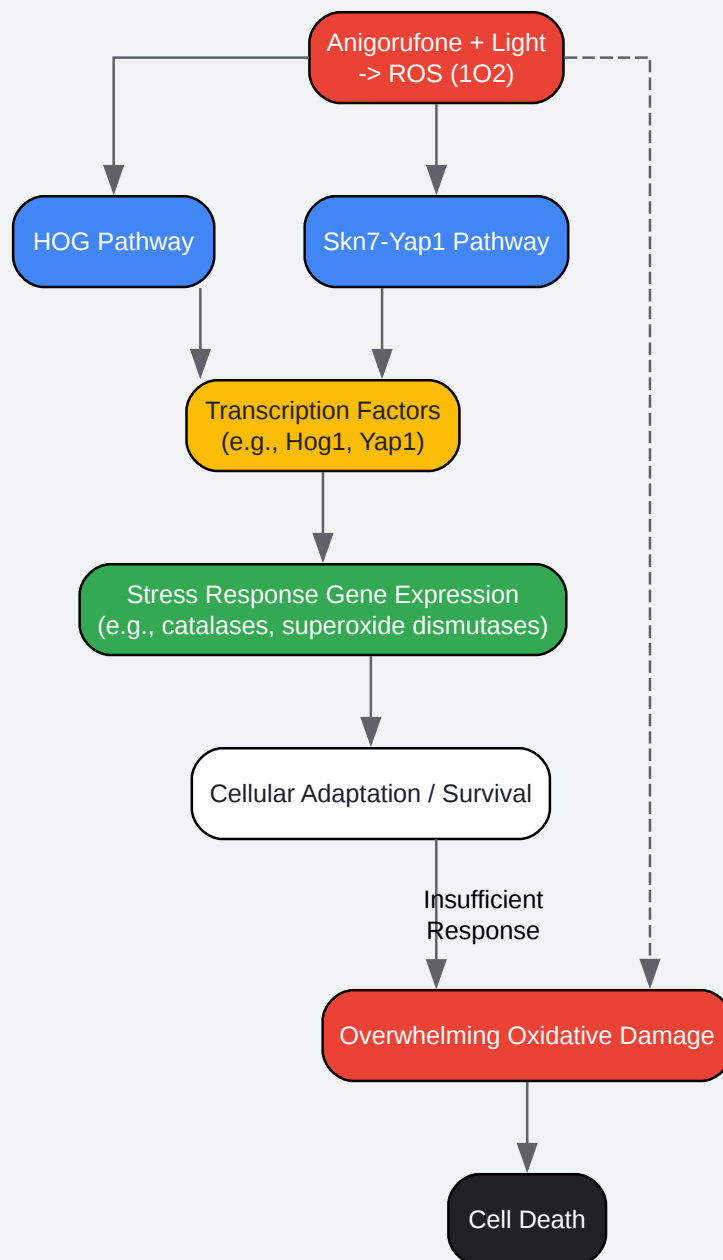 Anigorufone + Light
-> ROS (1O2)
HOG Pathway
Skn7-Yap1 Pathway
Transcription Factors
(e.g., Hog1, Yap1)
Stress Response Gene Expression
(e.g., catalases, superoxide dismutases)
Cellular Adaptation / Survival
Insufficient
Response
Overwhelming Oxidative Damage
Cell Death